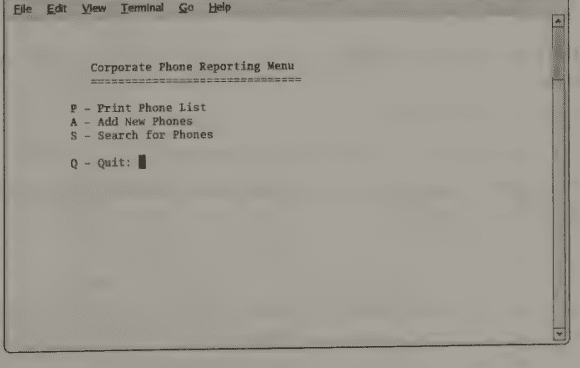 File Edit View Terminal Go Help
Corporate Phone Reporting Menu
==============================
P - Print Phone List
A - Add New Phones
S - Search for Phones
Q - Quit: